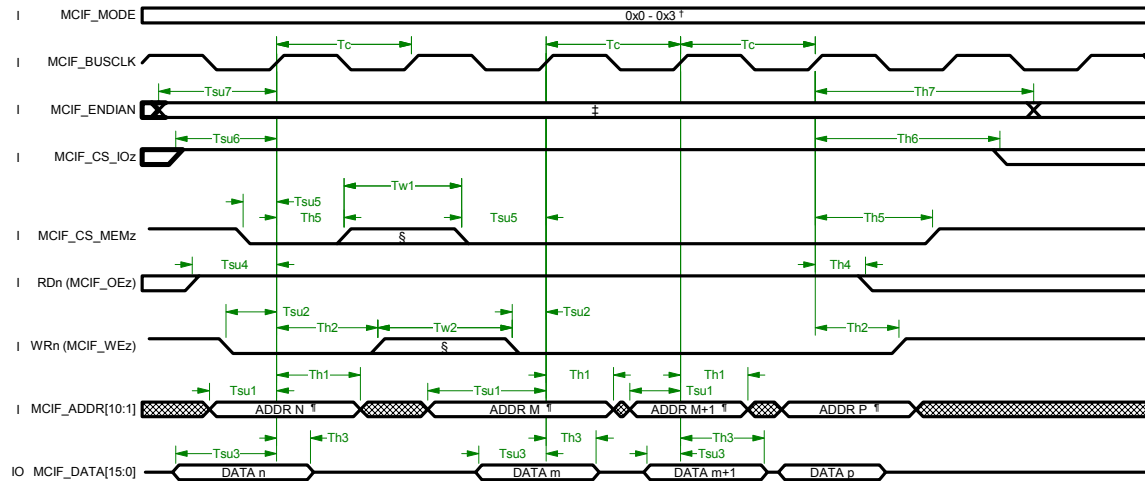 I MCIF_MODE 0x0 - 0x3 †
Tc Tc Tc
I MCIF_BUSCLK
Tsu7 Th7
I MCIF_ENDIAN ‡
Tsu6 Th6
I MCIF_CS_IOz
Tw1
Tsu5
Th5 Tsu5 Th5
I MCIF_CS_MEMz §
Tsu4 Th4
I RDn (MCIF_OEz)
Tsu2 Tsu2
Th2 Tw2 Th2
I WRn (MCIF_WEz) §
Th1 Th1 Th1
Tsu1 Tsu1 Tsu1
I MCIF_ADDR[10:1] ADDR N ¶ ADDR M ¶ ADDR M+1 ¶ ADDR P ¶
Th3 Th3 Th3
Tsu3 Tsu3 Tsu3
IO MCIF_DATA[15:0] DATA n DATA m DATA m+1 DATA p